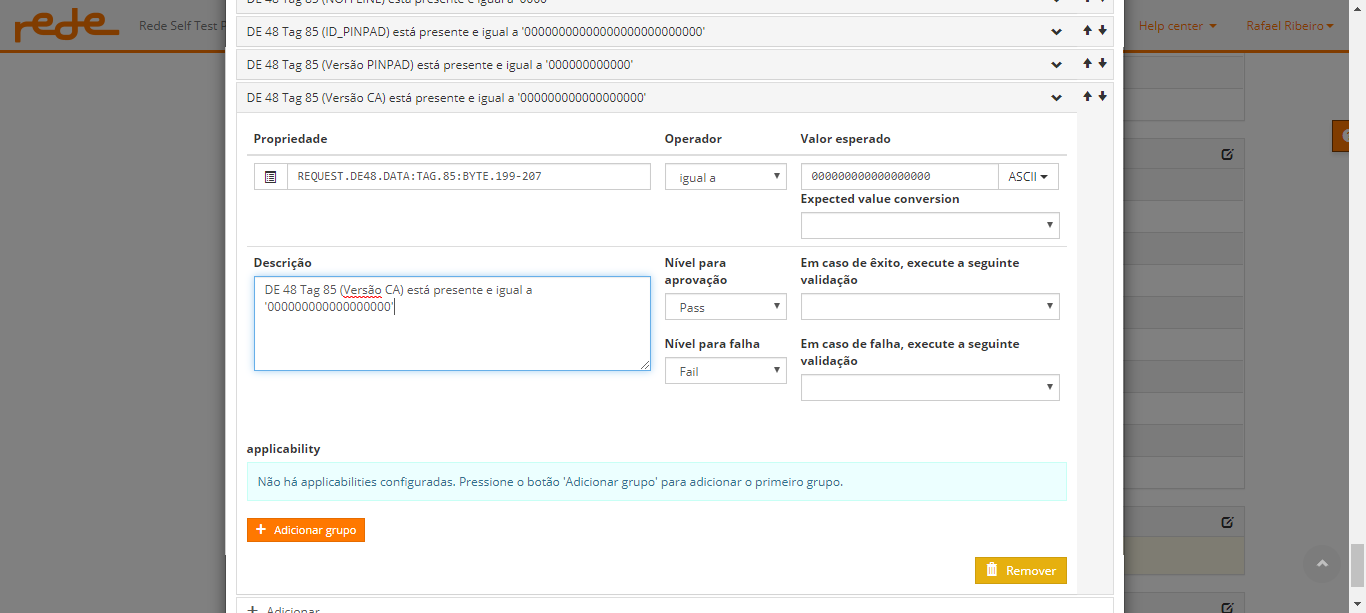 rede Rede Self Test P Help center Rafael Ribeiro
DE 48 Tag 85 (ID_PINPAD) está presente e igual a '00000000000000000000000000'
DE 48 Tag 85 (Versão PINPAD) está presente e igual a '000000000000'
DE 48 Tag 85 (Versão CA) está presente e igual a '000000000000000000'
Propriedade Operador Valor esperado
REQUEST.DE48.DATA:TAG.85:BYTE.199-207 igual a 000000000000000000 ASCII
Expected value conversion
Descrição Nível para aprovação Em caso de êxito, execute a seguinte validação
DE 48 Tag 85 (Versão CA) está presente e igual a
'000000000000000000'
Pass
Nível para falha Em caso de falha, execute a seguinte validação
Fail
applicability
Não há applicabilities configuradas. Pressione o botão 'Adicionar grupo' para adicionar o primeiro grupo.
Adicionar grupo
Remover
Adicionar